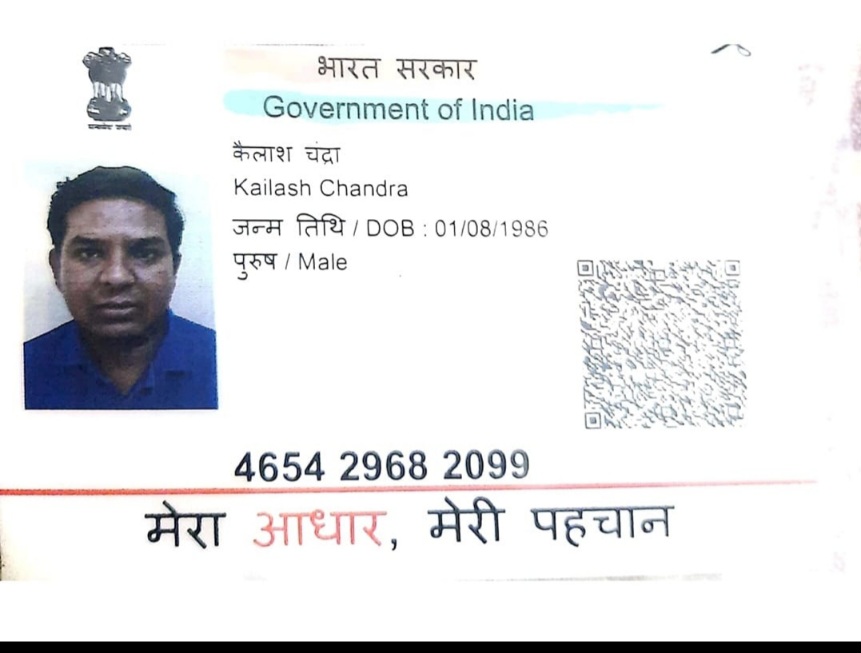 भारत सरकार
Government of India
कैलाश चंद्रा
Kailash Chandra
जन्म तिथि / DOB : 01/08/1986
पुरुष / Male
4654 2968 2099
मेरा आधार, मेरी पहचान